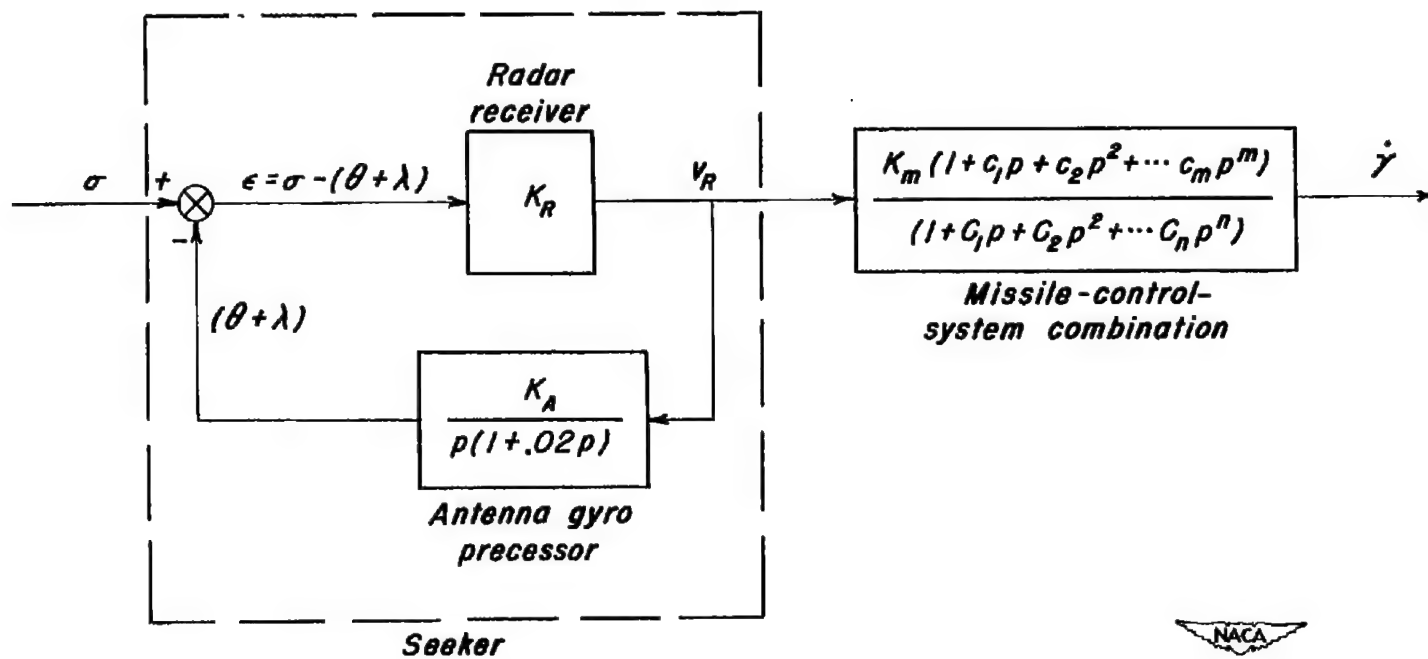 Radar
receiver
σ
+
ϵ = σ - (θ + λ)
K_R
V_R
K_m (1 + c_1 p + c_2 p^2 + ··· c_m p^m)
(1 + C_1 p + C_2 p^2 + ··· C_n p^n)
γ̇
-
(θ + λ)
Missile-control-
system combination
K_A
p(1 + .02p)
Antenna gyro
precessor
Seeker
NACA